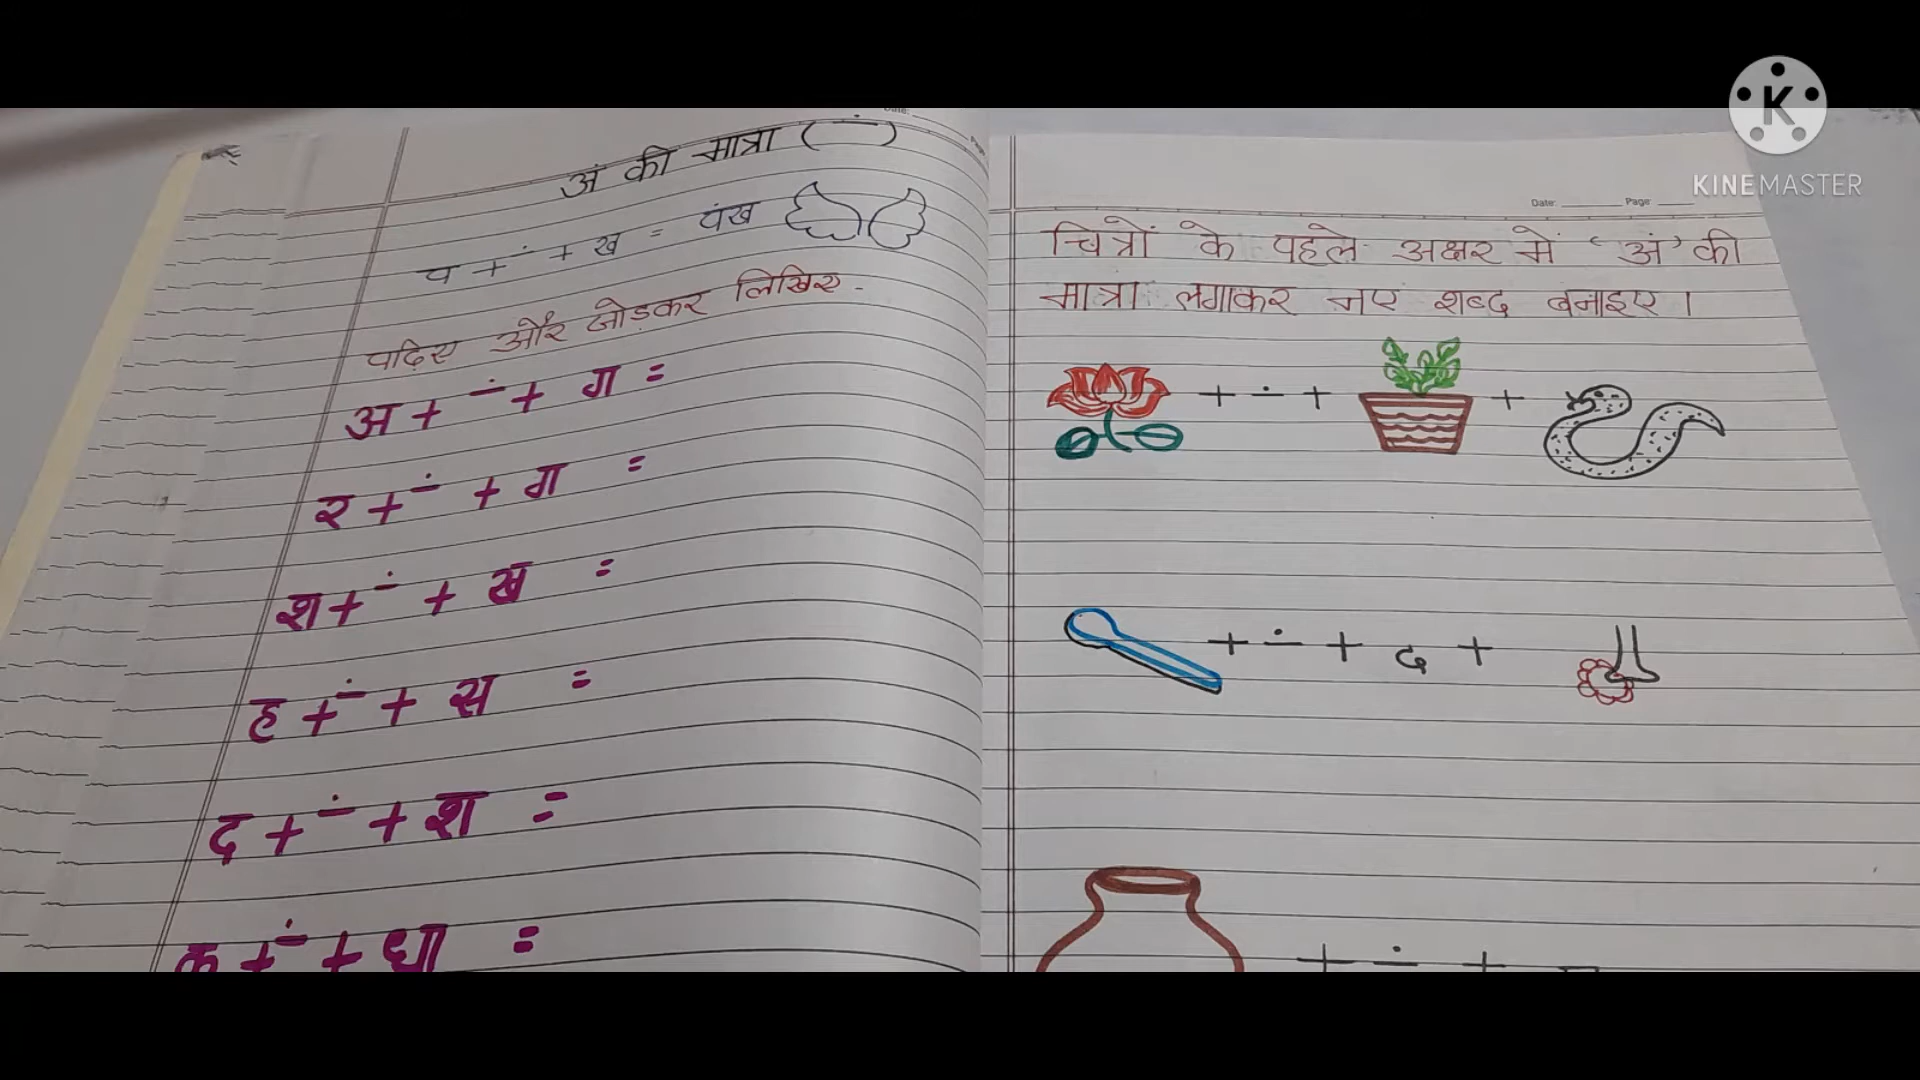 अं की मात्रा ( ∸ )
प + ∸ + ख = पंख
पढ़िए और जोड़कर लिखिए -
अ + ∸ + ग =
र + ∸ + ग =
श + ∸ + ख =
ह + ∸ + स =
द + ∸ + श =
क + ∸ + घा =
Date: Page
चित्रों के पहले अक्षर में 'अं' की
मात्रा लगाकर नए शब्द बनाइए ।
+ ∸ + +
+ ∸ + द +
+ ∸ +
KINEMASTER